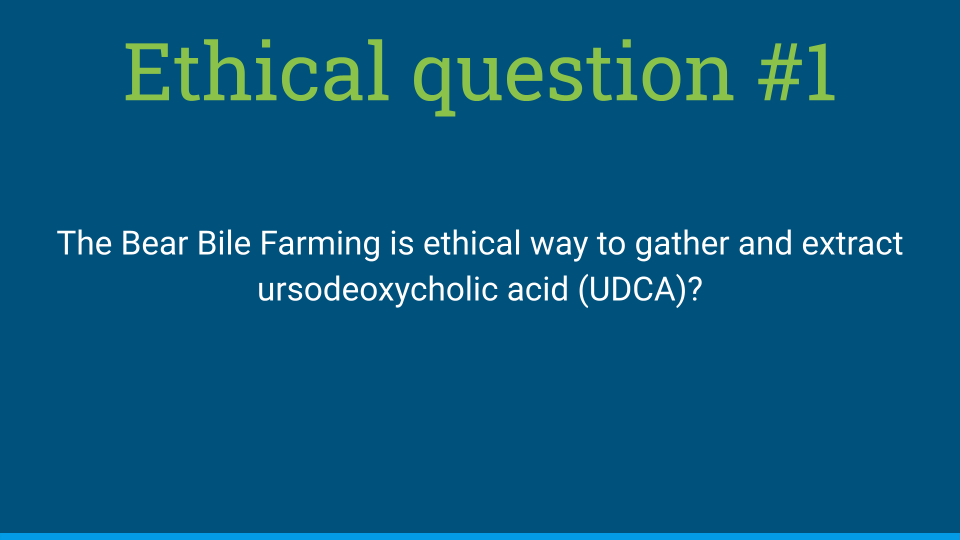 Ethical question #1
The Bear Bile Farming is ethical way to gather and extract
ursodeoxycholic acid (UDCA)?